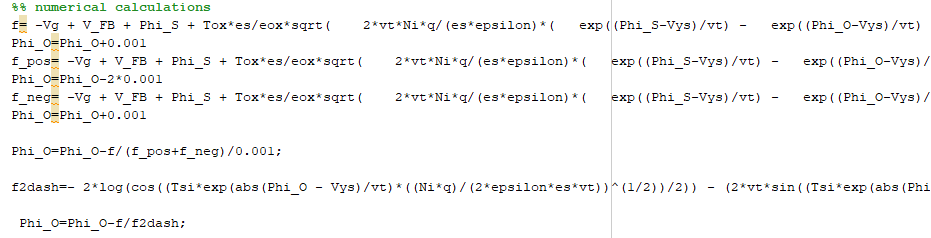 %% numerical calculations
f= -Vg + V_FB + Phi_S + Tox*es/eox*sqrt( 2*vt*Ni*q/(es*epsilon)*( exp((Phi_S-Vys)/vt) - exp((Phi_O-Vys)/vt)
Phi_O=Phi_O+0.001
f_pos= -Vg + V_FB + Phi_S + Tox*es/eox*sqrt( 2*vt*Ni*q/(es*epsilon)*( exp((Phi_S-Vys)/vt) - exp((Phi_O-Vys)/
Phi_O=Phi_O-2*0.001
f_neg= -Vg + V_FB + Phi_S + Tox*es/eox*sqrt( 2*vt*Ni*q/(es*epsilon)*( exp((Phi_S-Vys)/vt) - exp((Phi_O-Vys)/
Phi_O=Phi_O+0.001
Phi_O=Phi_O-f/(f_pos+f_neg)/0.001;
f2dash=- 2*log(cos((Tsi*exp(abs(Phi_O - Vys)/vt)*((Ni*q)/(2*epsilon*es*vt))^(1/2))/2)) - (2*vt*sin((Tsi*exp(abs(Phi
Phi_O=Phi_O-f/f2dash;